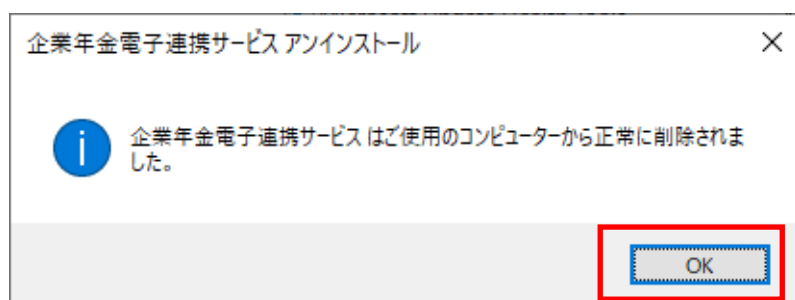 企業年金電子連携サービス アンインストール
企業年金電子連携サービス はご使用のコンピューターから正常に削除されま
した。
OK